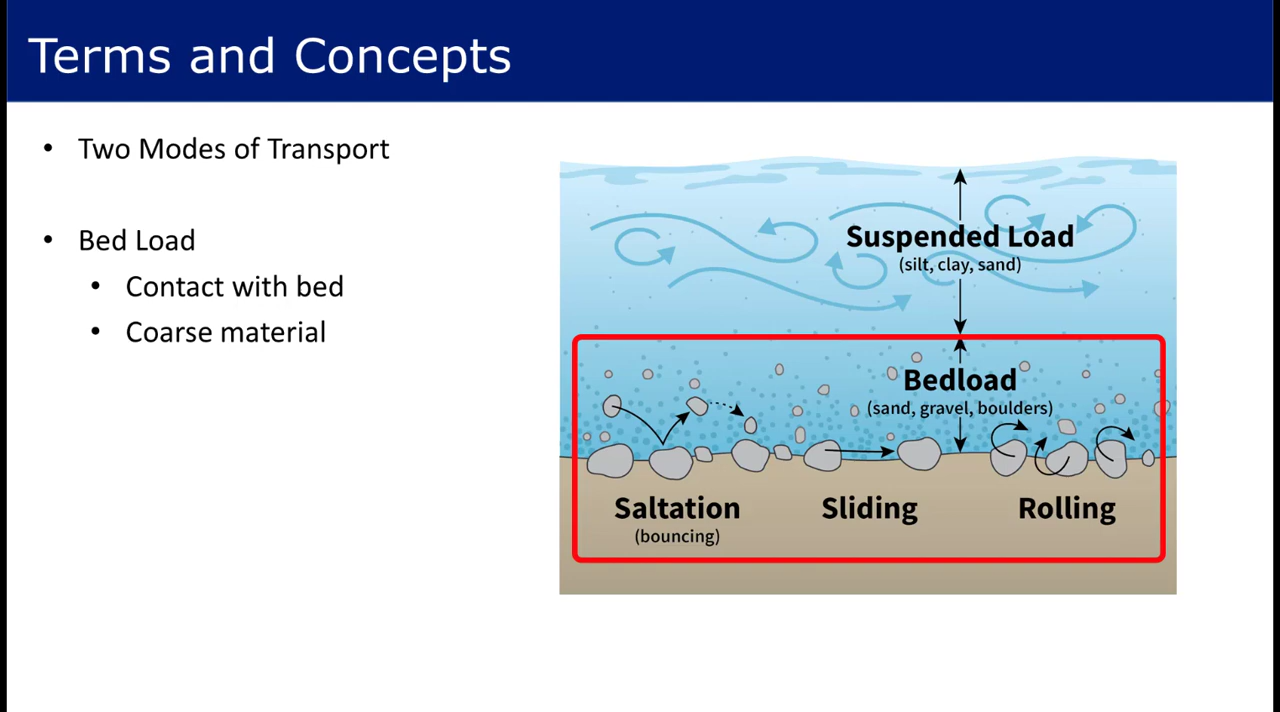 Terms and Concepts
• Two Modes of Transport
• Bed Load
• Contact with bed
• Coarse material
Suspended Load
(silt, clay, sand)
Bedload
(sand, gravel, boulders)
Saltation
(bouncing)
Sliding
Rolling